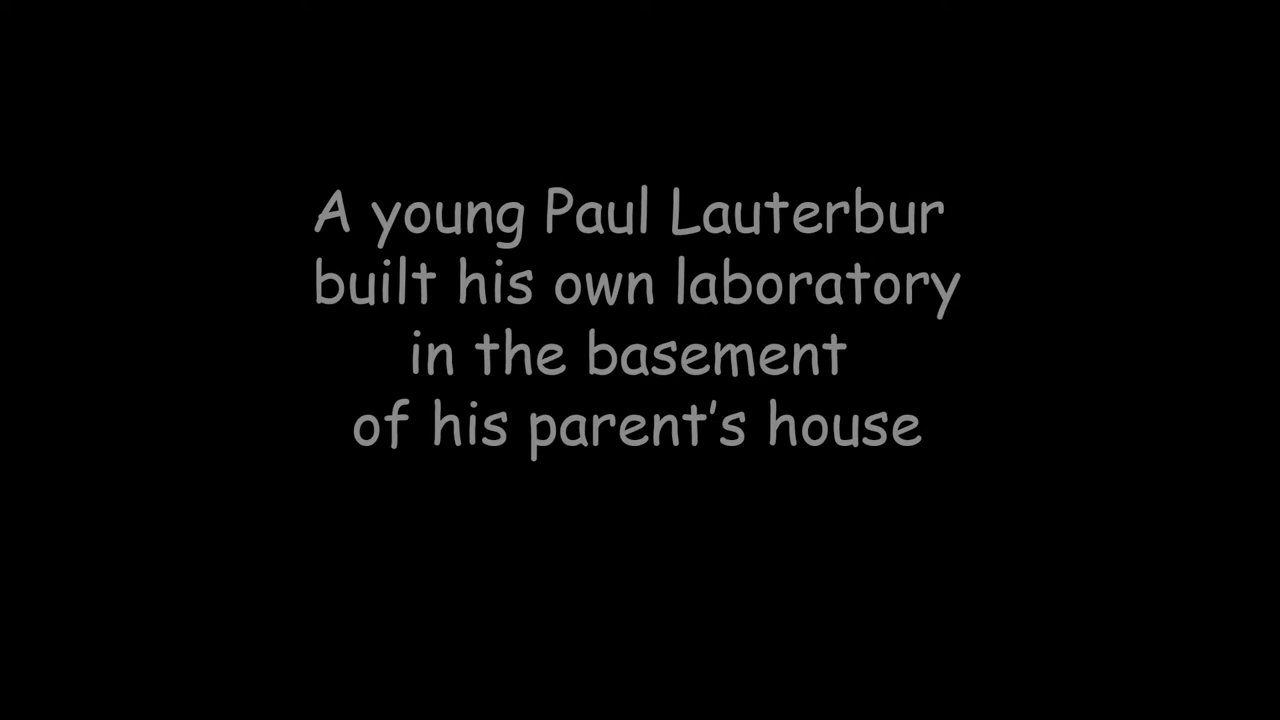 A young Paul Lauterbur
built his own laboratory
in the basement
of his parent’s house